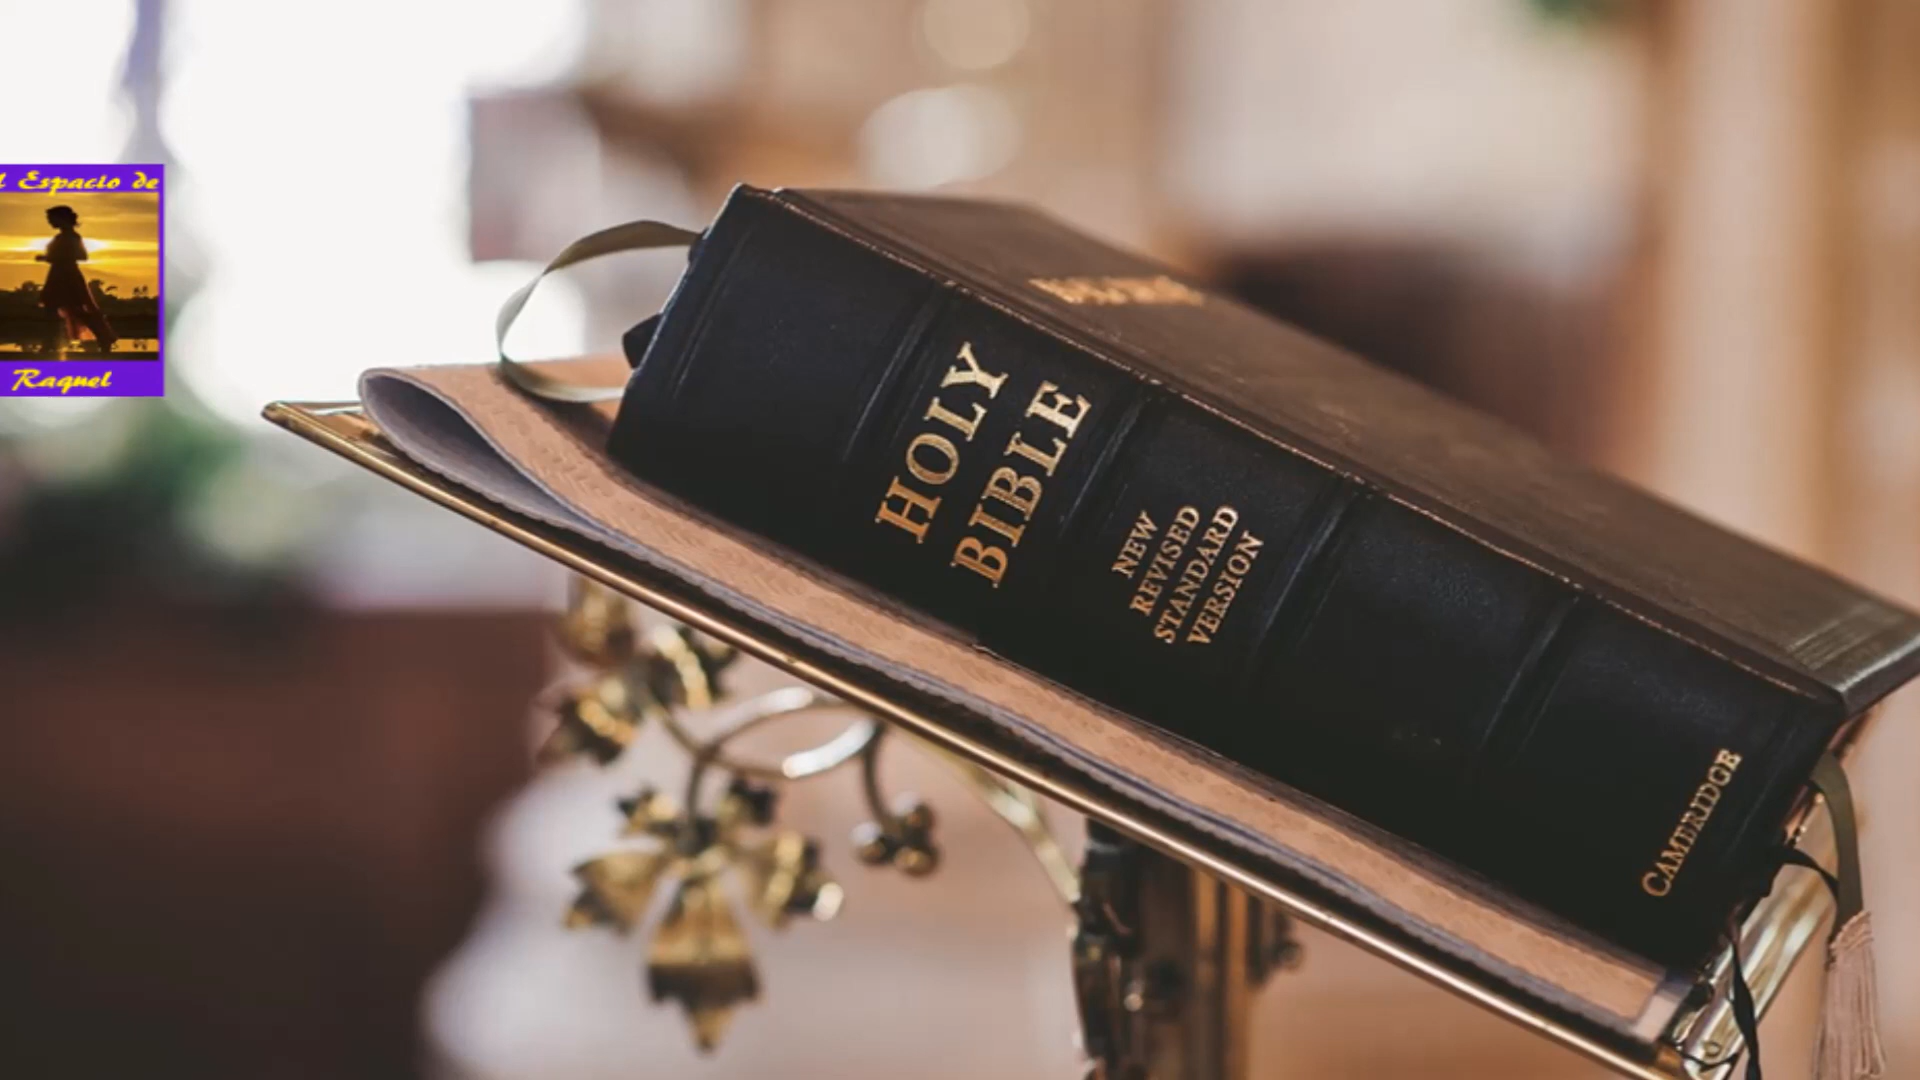 Espacio de
Raquel
HOLY
BIBLE
NEW
REVISED
STANDARD
VERSION
CAMBRIDGE